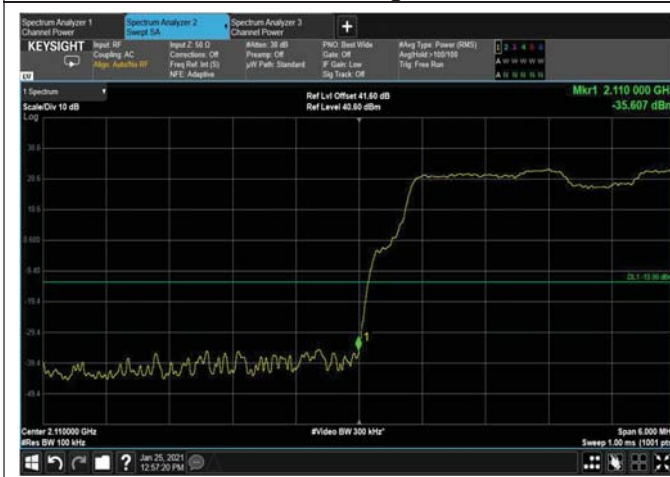 Spectrum Analyzer 1
Channel Power
Spectrum Analyzer 2
Swept SA
Spectrum Analyzer 3
Channel Power
+
KEYSIGHT
Input: RF
Coupling: AC
Align: Auto/No RF
Input Z: 50 Ω
Corrections: Off
Freq Ref: Int (S)
NFE: Adaptive
#Atten: 38 dB
Preamp: Off
µW Path: Standard
PNO: Best Wide
Gate: Off
IF Gain: Low
Sig Track: Off
#Avg Type: Power (RMS)
Avg|Hold: >100/100
Trig: Free Run
1 2 3 4 5 6
A W W W W W
A N N N N N
1 Spectrum
Scale/Div 10 dB
Log
Ref Lvl Offset 41.60 dB
Ref Level 40.60 dBm
Mkr1 2.110 000 GH
-35.607 dBm
30.6
20.6
10.6
0.600
-9.40
-19.4
-29.4
-39.4
-49.4
DL1 -13.00 dBm
1
Center 2.110000 GHz
#Res BW 100 kHz
#Video BW 300 kHz*
Span 6.000 MH
Sweep 1.00 ms (1001 pts
?
Jan 25, 2021
12:57:20 PM